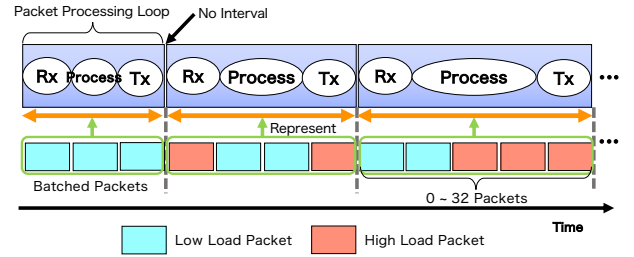 Packet Processing Loop
No Interval
Rx Process Tx Rx Process Tx Rx Process Tx ...
Represent
...
Batched Packets
0 ~ 32 Packets
Time
Low Load Packet
High Load Packet